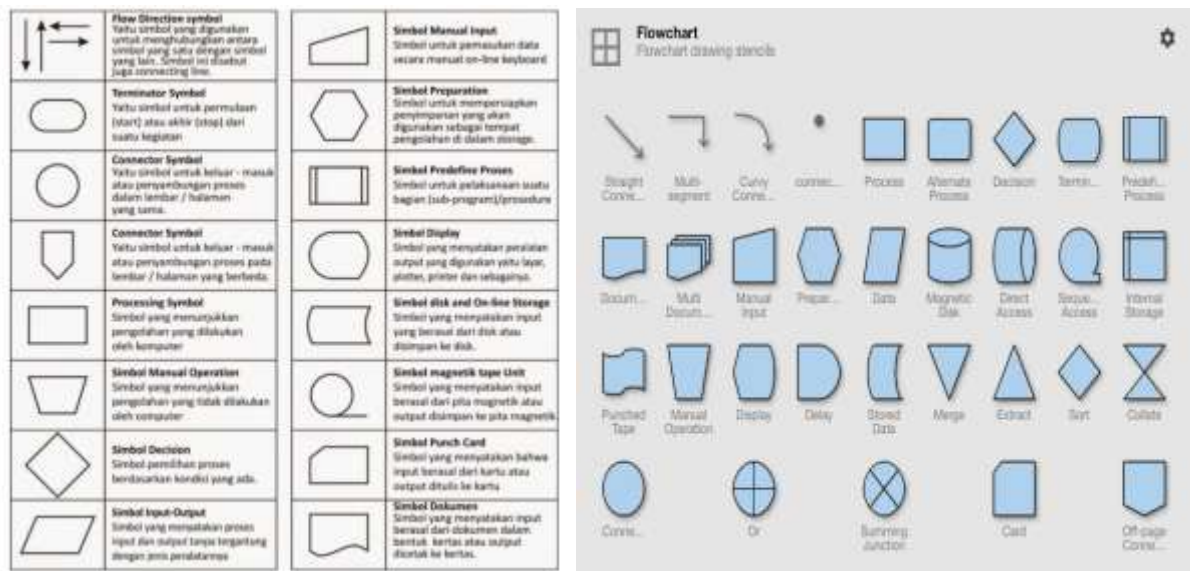 Flow Direction symbol
Yaitu simbol yang digunakan
untuk menghubungkan antara
simbol yang satu dengan simbol
yang lain. Simbol ini disebut
juga connecting line.
Terminator Symbol
Yaitu simbol untuk permulaan
(start) atau akhir (stop) dari
suatu kegiatan
Connector Symbol
Yaitu simbol untuk keluar - masuk
atau penyambungan proses
dalam lembar / halaman
yang sama.
Connector Symbol
Yaitu simbol untuk keluar - masuk
atau penyambungan proses pada
lembar / halaman yang berbeda.
Processing Symbol
Simbol yang menunjukkan
pengolahan yang dilakukan
oleh komputer
Simbol Manual Operation
Simbol yang menunjukkan
pengolahan yang tidak dilakukan
oleh computer
Simbol Decision
Simbol pemilihan proses
berdasarkan kondisi yang ada.
Simbol Input-Output
Simbol yang menyatakan proses
input dan output tanpa tergantung
dengan jenis peralatannya
Simbol Manual Input
Simbol untuk pemasukan data
secara manual on-line keyboard
Simbol Preparation
Simbol untuk mempersiapkan
penyimpanan yang akan
digunakan sebagai tempat
pengolahan di dalam storage.
Simbol Predefine Proses
Simbol untuk pelaksanaan suatu
bagian (sub-program)/prosedure
Simbol Display
Simbol yang menyatakan peralatan
output yang digunakan yaitu layar,
plotter, printer dan sebagainya.
Simbol disk and On-line Storage
Simbol yang menyatakan input
yang berasal dari disk atau
disimpan ke disk.
Simbol magnetik tape Unit
Simbol yang menyatakan input
berasal dari pita magnetik atau
output disimpan ke pita magnetik.
Simbol Punch Card
Simbol yang menyatakan bahwa
input berasal dari kartu atau
output ditulis ke kartu
Simbol Dokumen
Simbol yang menyatakan input
berasal dari dokumen dalam
bentuk kertas atau output
dicetak ke kertas.
Flowchart
Flowchart drawing stencils
Straight Conne...
Multi-segment
Curvy Conne...
connec...
Process
Alternate Process
Decision
Termin...
Predefi... Process
Docum...
Multi Docum...
Manual Input
Prepar...
Data
Magnetic Disk
Direct Access
Seque... Access
Internal Storage
Punched Tape
Manual Operation
Display
Delay
Stored Data
Merge
Extract
Sort
Collate
Conne...
Or
Summing Junction
Card
Off-page Conne...